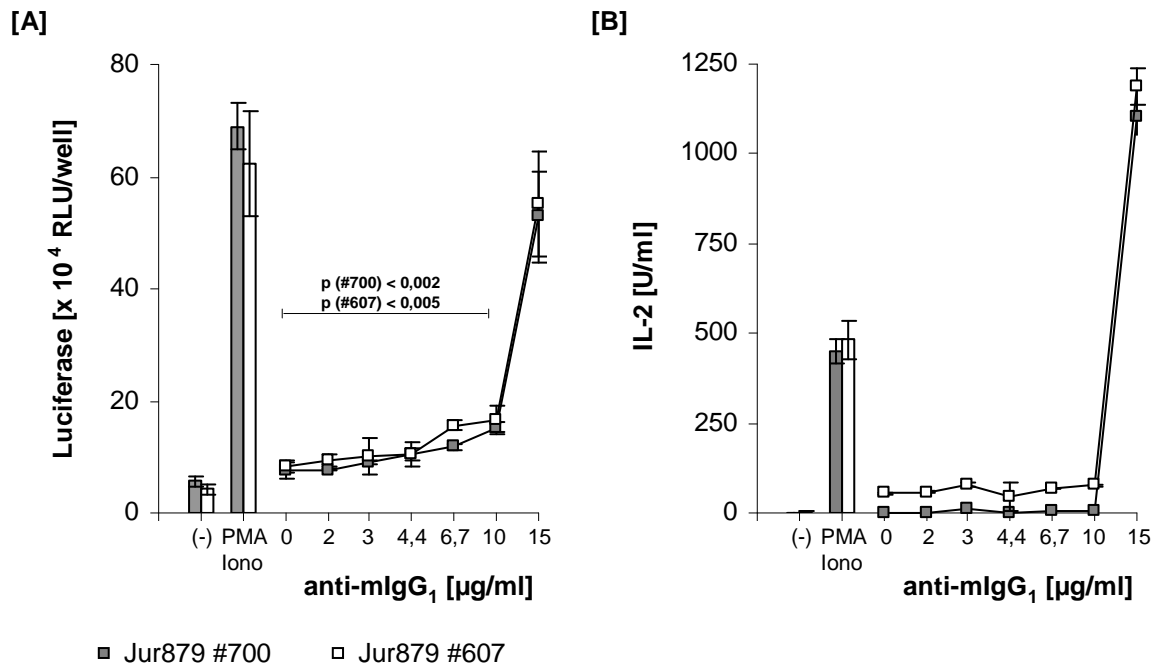 [A]
Luciferase [x 10 4 RLU/well]
80
60
40
20
0
p (#700) < 0,002
p (#607) < 0,005
(-) PMA Iono 0 2 3 4,4 6,7 10 15
anti-mIgG1 [µg/ml]
[B]
IL-2 [U/ml]
1250
1000
750
500
250
0
(-) PMA Iono 0 2 3 4,4 6,7 10 15
anti-mIgG1 [µg/ml]
Jur879 #700 Jur879 #607